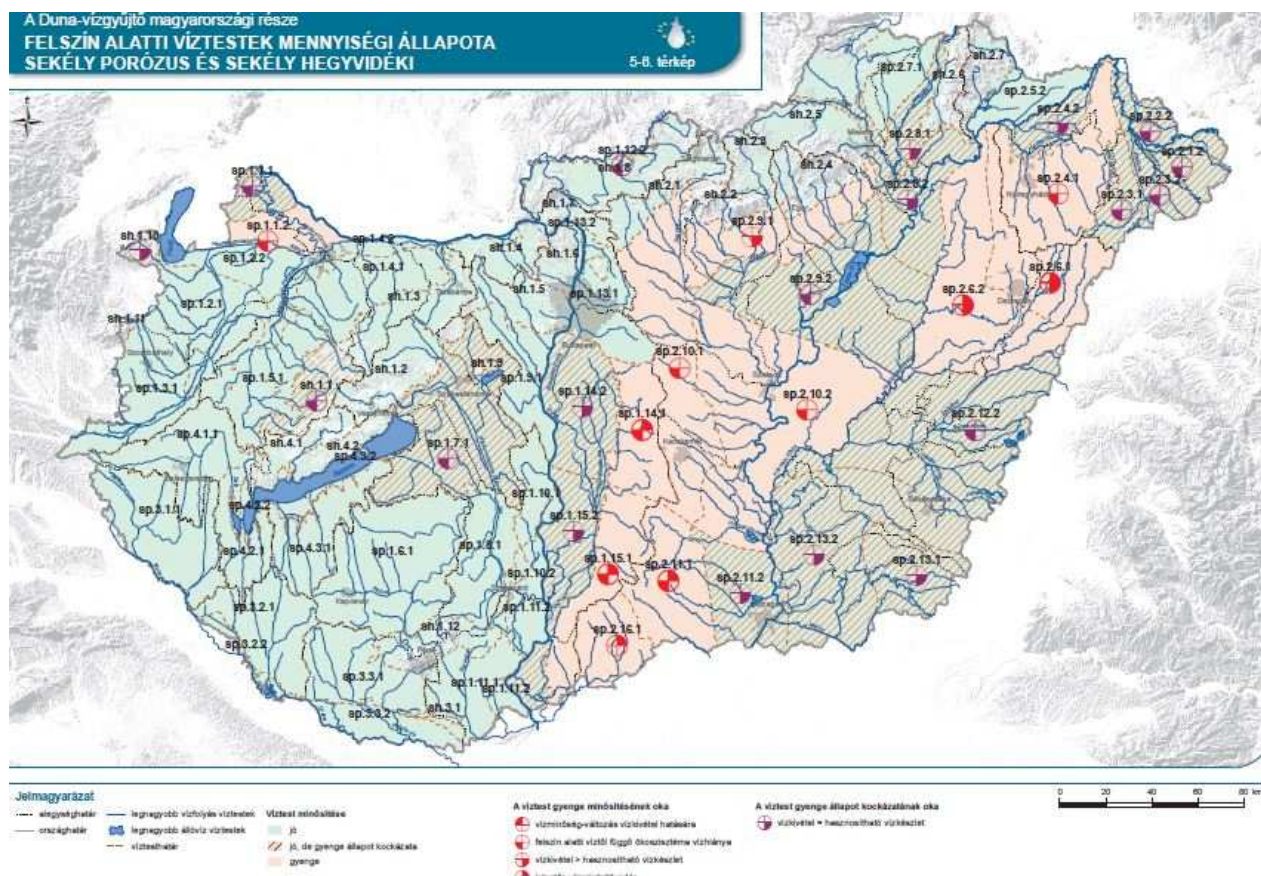 A Duna-vízgyűjtő magyarországi része
FELSZÍN ALATTI VÍZTESTEK MENNYISÉGI ÁLLAPOTA
SEKÉLY PORÓZUS ÉS SEKÉLY HEGYVIDÉKI
5-6. térkép
sh.2.7
sp.2.7.1
sh.2.6
sp.2.5.2
sh.2.5
sp.2.4.2
sp.2.2.2
sp.2.8.1
sp.1.12.2
sh.1.8
sh.2.3
sh.2.4
sp.2.1.2
sp.1.1.1
sh.2.1
sh.2.2
sp.2.8.2
sp.2.4.1
sp.2.3.1
sh.1.7
sp.1.13.2
sp.2.9.1
sp.1.1.2
sh.1.10
sp.1.4.2
sh.1.4
sh.1.6
sp.1.2.2
sp.1.4.1
sp.2.6.1
sh.1.5
sp.1.13.1
sp.2.9.2
sh.1.3
sp.1.2.1
sp.2.6.2
sh.1.11
Budapest
sp.2.10.1
sh.1.2
sh.1.9
sp.1.9.1
sp.1.3.1
sp.1.5.1
sh.1.1
sp.1.14.2
sp.2.10.2
sp.1.14.1
sp.2.12.2
sp.4.1.1
sh.4.1
sh.4.2
sp.4.3.2
sp.1.7.1
sp.4.2.2
sp.1.10.1
sp.3.1.1
sp.1.15.2
sp.4.2.1
sp.4.3.1
sp.1.6.1
sp.1.8.1
sp.2.13.2
sp.2.13.1
sp.1.15.1
sp.2.11.1
sp.1.10.2
sp.2.11.2
sp.3.2.1
sp.1.11.2
sh.1.12
sp.2.16.1
sp.3.2.2
sp.3.3.1
sp.1.11.1
sp.1.11.2
sh.3.1
sp.3.3.2
Jelmagyarázat
alegységhatár
országhatár
legnagyobb vízfolyás víztestek
legnagyobb állóvíz víztestek
víztesthatár
Víztest minősítése
jó
jó, de gyenge állapot kockázata
gyenge
A víztest gyenge minősítésének oka
vízminőség-változás vízkivétel hatására
felszín alatti víztől függő ökoszisztéma vízhiánya
vízkivétel > hasznosítható vízkészlet
A víztest gyenge állapot kockázatának oka
vízkivétel ≈ hasznosítható vízkészlet
0 20 40 60 80 km